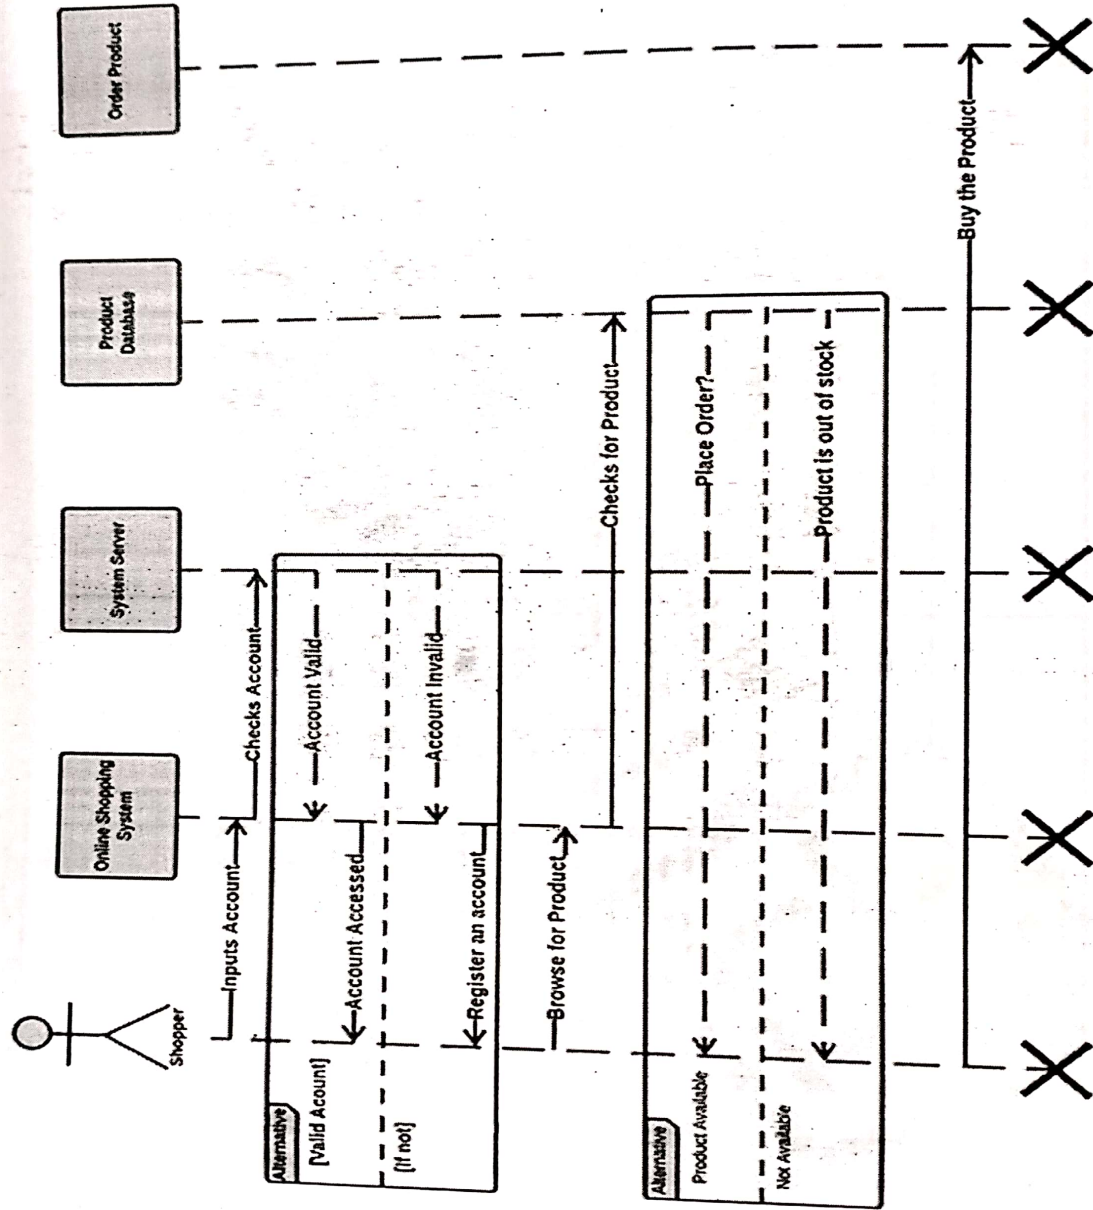 Shopper
Online Shopping
System
System Server
Product
Database
Order Product
Inputs Account
Checks Account
Alternative
[Valid Acount]
Account Valid
Account Accessed
[If not]
Account Invalid
Register an account
Browse for Product
Checks for Product
Alternative
Product Available
Place Order?
Not Available
Product is out of stock
Buy the Product